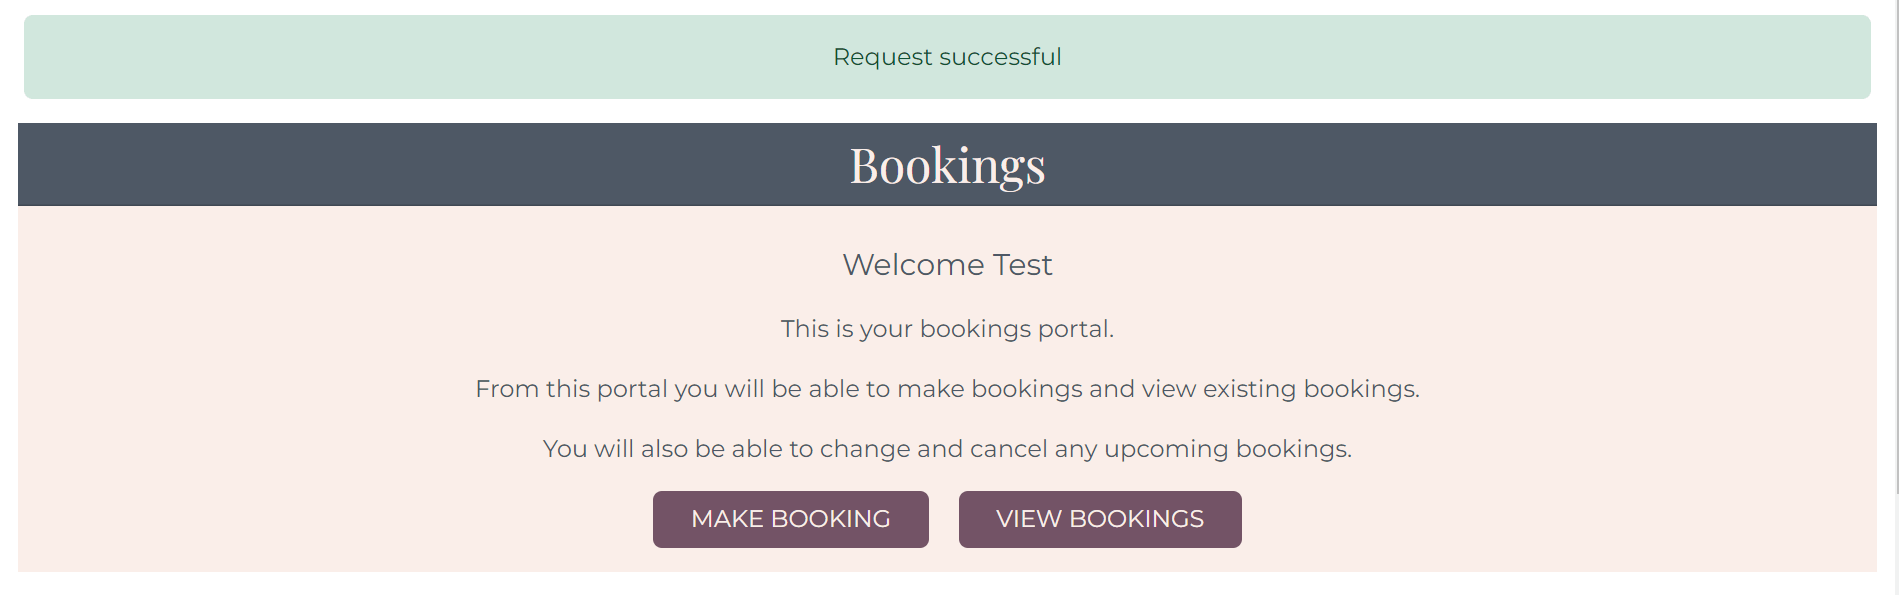 Request successful
Bookings
Welcome Test
This is your bookings portal.
From this portal you will be able to make bookings and view existing bookings.
You will also be able to change and cancel any upcoming bookings.
MAKE BOOKING
VIEW BOOKINGS